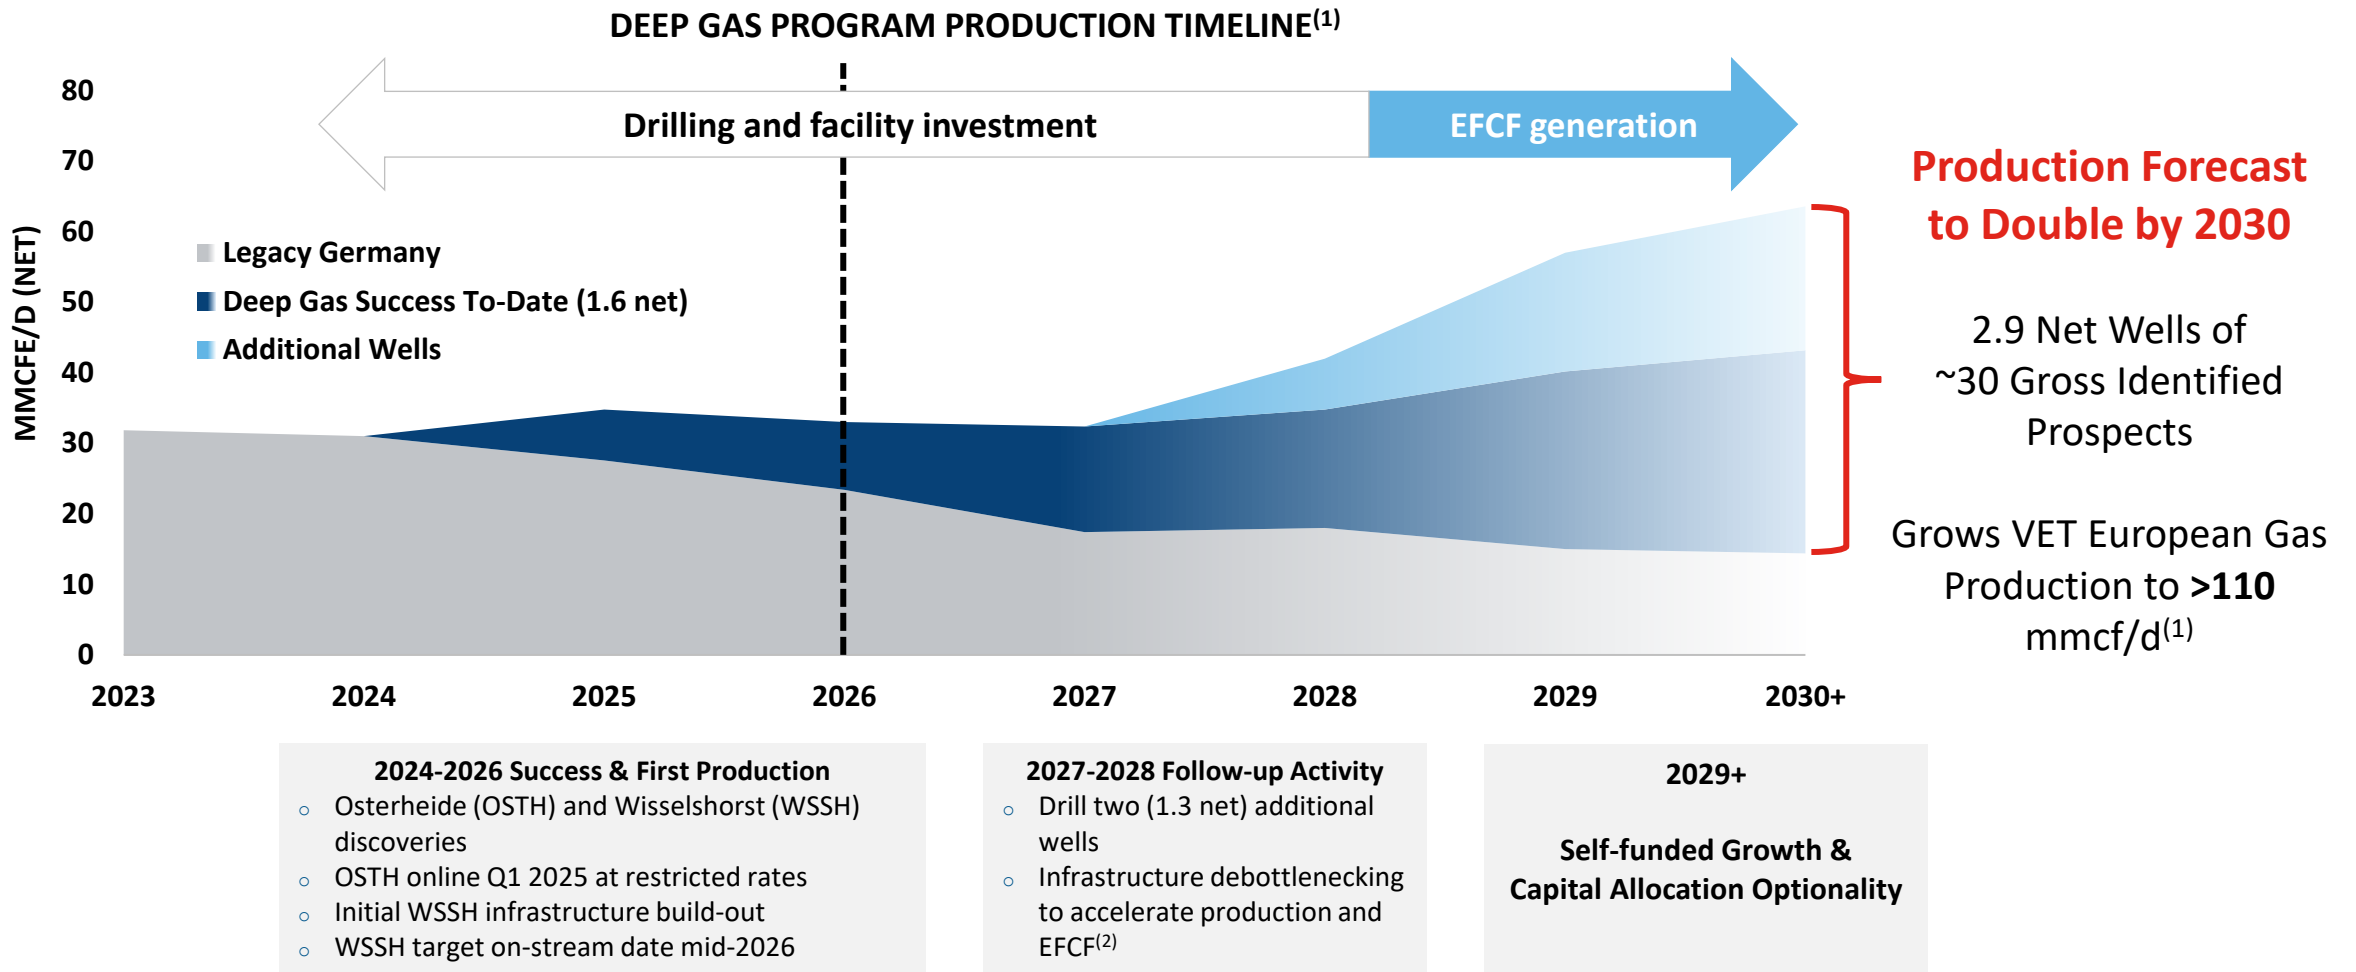 DEEP GAS PROGRAM PRODUCTION TIMELINE(1)
Drilling and facility investment
EFCF generation
MMCFE/D (NET)
80
70
60
50
40
30
20
10
0
Legacy Germany
Deep Gas Success To-Date (1.6 net)
Additional Wells
2023
2024
2025
2026
2027
2028
2029
2030+
Production Forecast
to Double by 2030
2.9 Net Wells of
~30 Gross Identified
Prospects
Grows VET European Gas
Production to >110
mmcf/d(1)
2024-2026 Success & First Production
o Osterheide (OSTH) and Wisselshorst (WSSH)
discoveries
o OSTH online Q1 2025 at restricted rates
o Initial WSSH infrastructure build-out
o WSSH target on-stream date mid-2026
2027-2028 Follow-up Activity
o Drill two (1.3 net) additional
wells
o Infrastructure debottlenecking
to accelerate production and
EFCF(2)
2029+
Self-funded Growth &
Capital Allocation Optionality